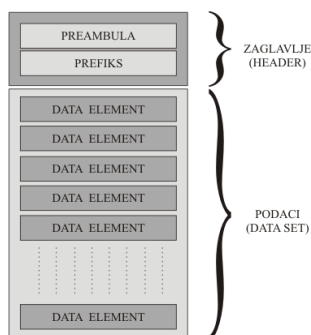 PREAMBULA
PREFIKS
ZAGLAVLJE
(HEADER)
DATA ELEMENT
DATA ELEMENT
DATA ELEMENT
DATA ELEMENT
DATA ELEMENT
PODACI
(DATA SET)
DATA ELEMENT